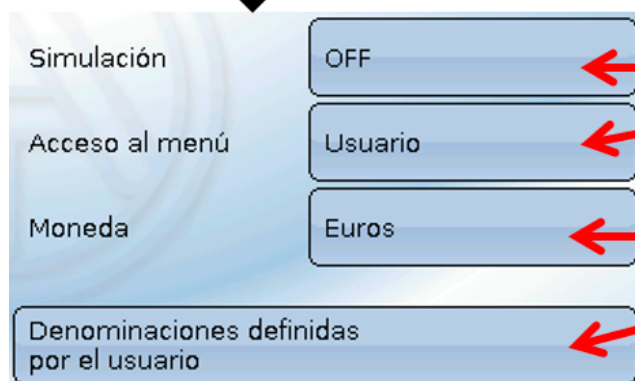 Simulación OFF
Acceso al menú Usuario
Moneda Euros
Denominaciones definidas
por el usuario